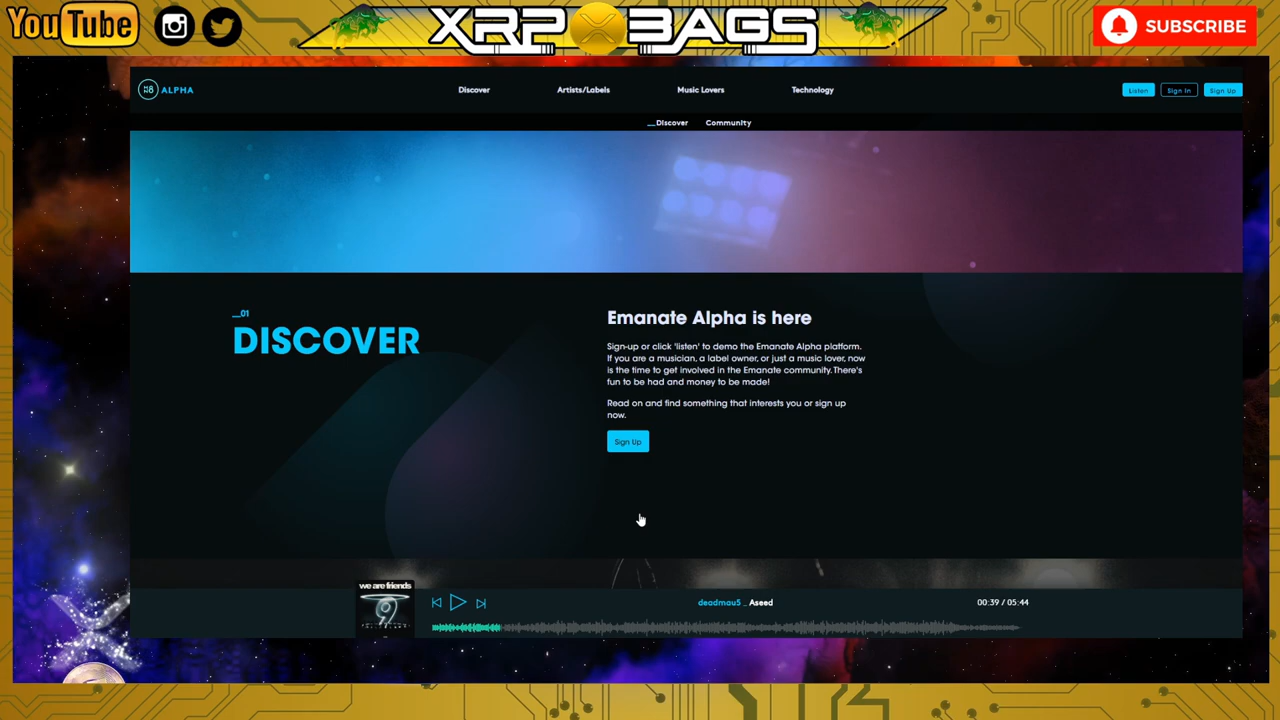 YouTube
XRP BAGS
SUBSCRIBE
ALPHA
Discover
Artists/Labels
Music Lovers
Technology
Listen
Sign In
Sign Up
__Discover
Community
__01
DISCOVER
Emanate Alpha is here
Sign-up or click 'listen' to demo the Emanate Alpha platform.
If you are a musician, a label owner, or just a music lover, now
is the time to get involved in the Emanate community. There's
fun to be had and money to be made!
Read on and find something that interests you or sign up
now.
Sign Up
we are friends
9
deadmau5 _ Aseed
00:39 / 05:44